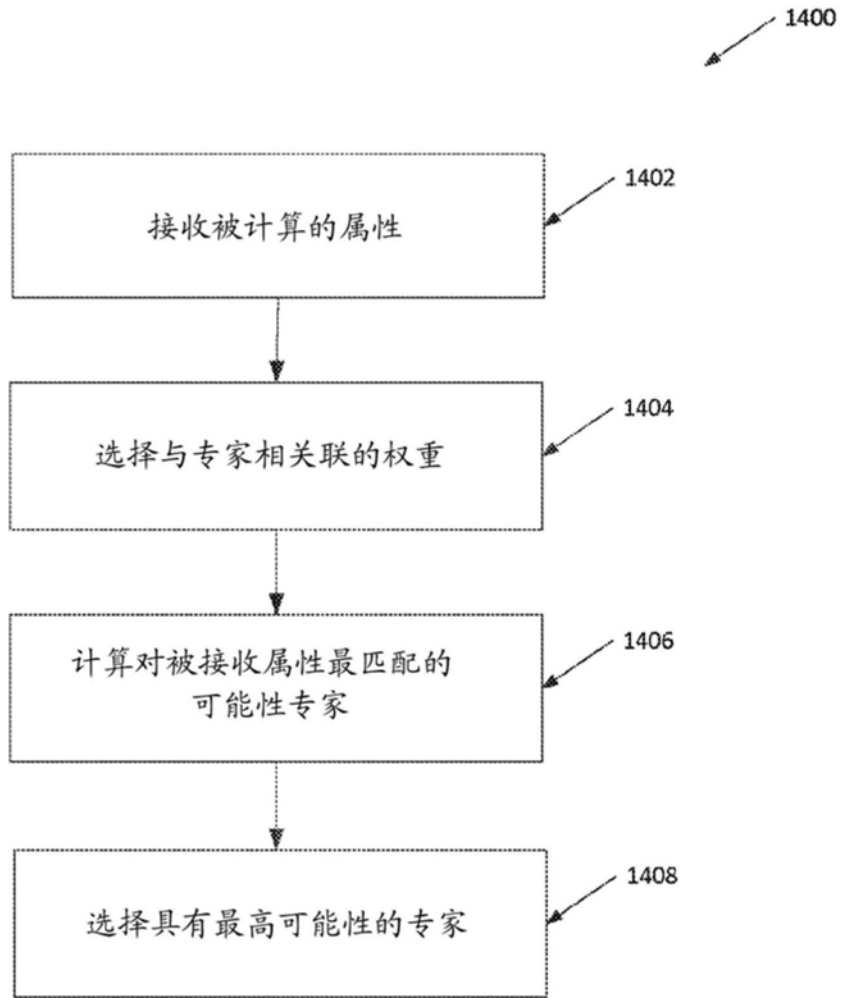 1400
接收被计算的属性
1402
选择与专家相关联的权重
1404
计算对被接收属性最匹配的
可能性专家
1406
选择具有最高可能性的专家
1408